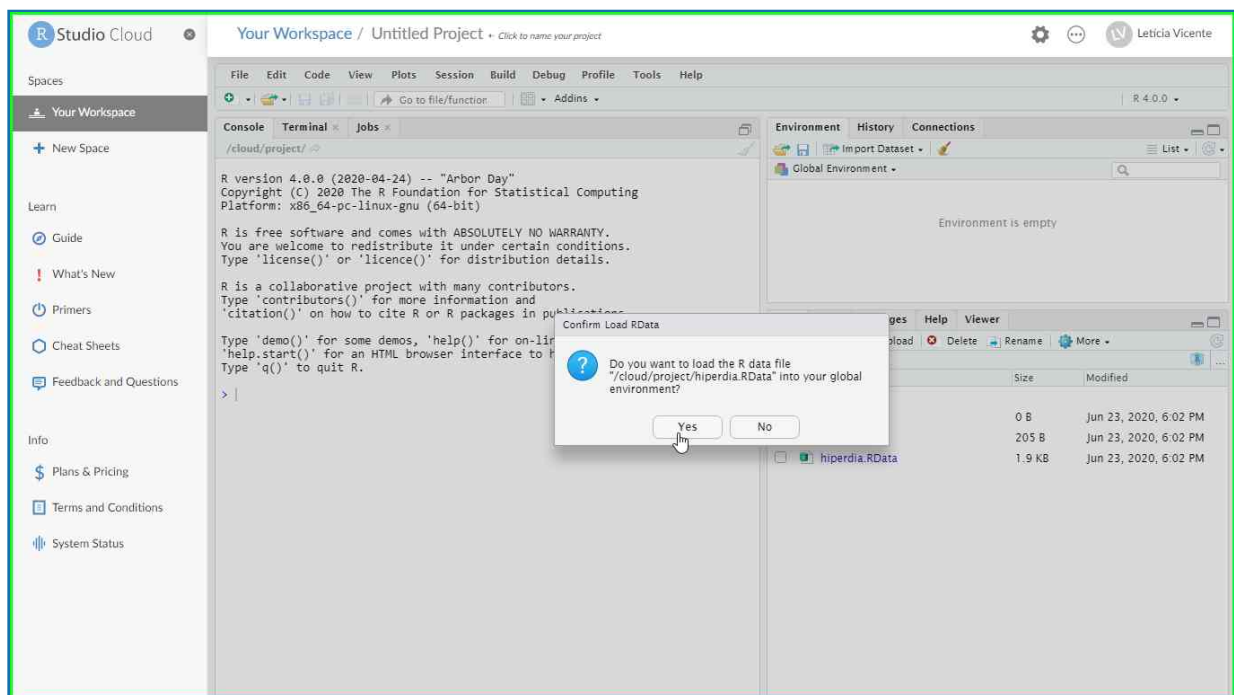 R Studio Cloud
Your Workspace / Untitled Project ← Click to name your project
LV Letícia Vicente
Spaces
Your Workspace
New Space
Learn
Guide
What's New
Primers
Cheat Sheets
Feedback and Questions
Info
Plans & Pricing
Terms and Conditions
System Status
File Edit Code View Plots Session Build Debug Profile Tools Help
Go to file/function Addins
R 4.0.0
Console Terminal Jobs
/cloud/project/
R version 4.0.0 (2020-04-24) -- "Arbor Day"
Copyright (C) 2020 The R Foundation for Statistical Computing
Platform: x86_64-pc-linux-gnu (64-bit)
R is free software and comes with ABSOLUTELY NO WARRANTY.
You are welcome to redistribute it under certain conditions.
Type 'license()' or 'licence()' for distribution details.
R is a collaborative project with many contributors.
Type 'contributors()' for more information and
'citation()' on how to cite R or R packages in publications.
Type 'demo()' for some demos, 'help()' for on-lin
'help.start()' for an HTML browser interface to h
Type 'q()' to quit R.
>
Environment History Connections
Import Dataset List
Global Environment
Environment is empty
Confirm Load RData
Do you want to load the R data file
"/cloud/project/hiperdia.RData" into your global
environment?
Yes No
ges Help Viewer
pload Delete Rename More
Size Modified
0 B Jun 23, 2020, 6:02 PM
205 B Jun 23, 2020, 6:02 PM
hiperdia.RData 1.9 KB Jun 23, 2020, 6:02 PM